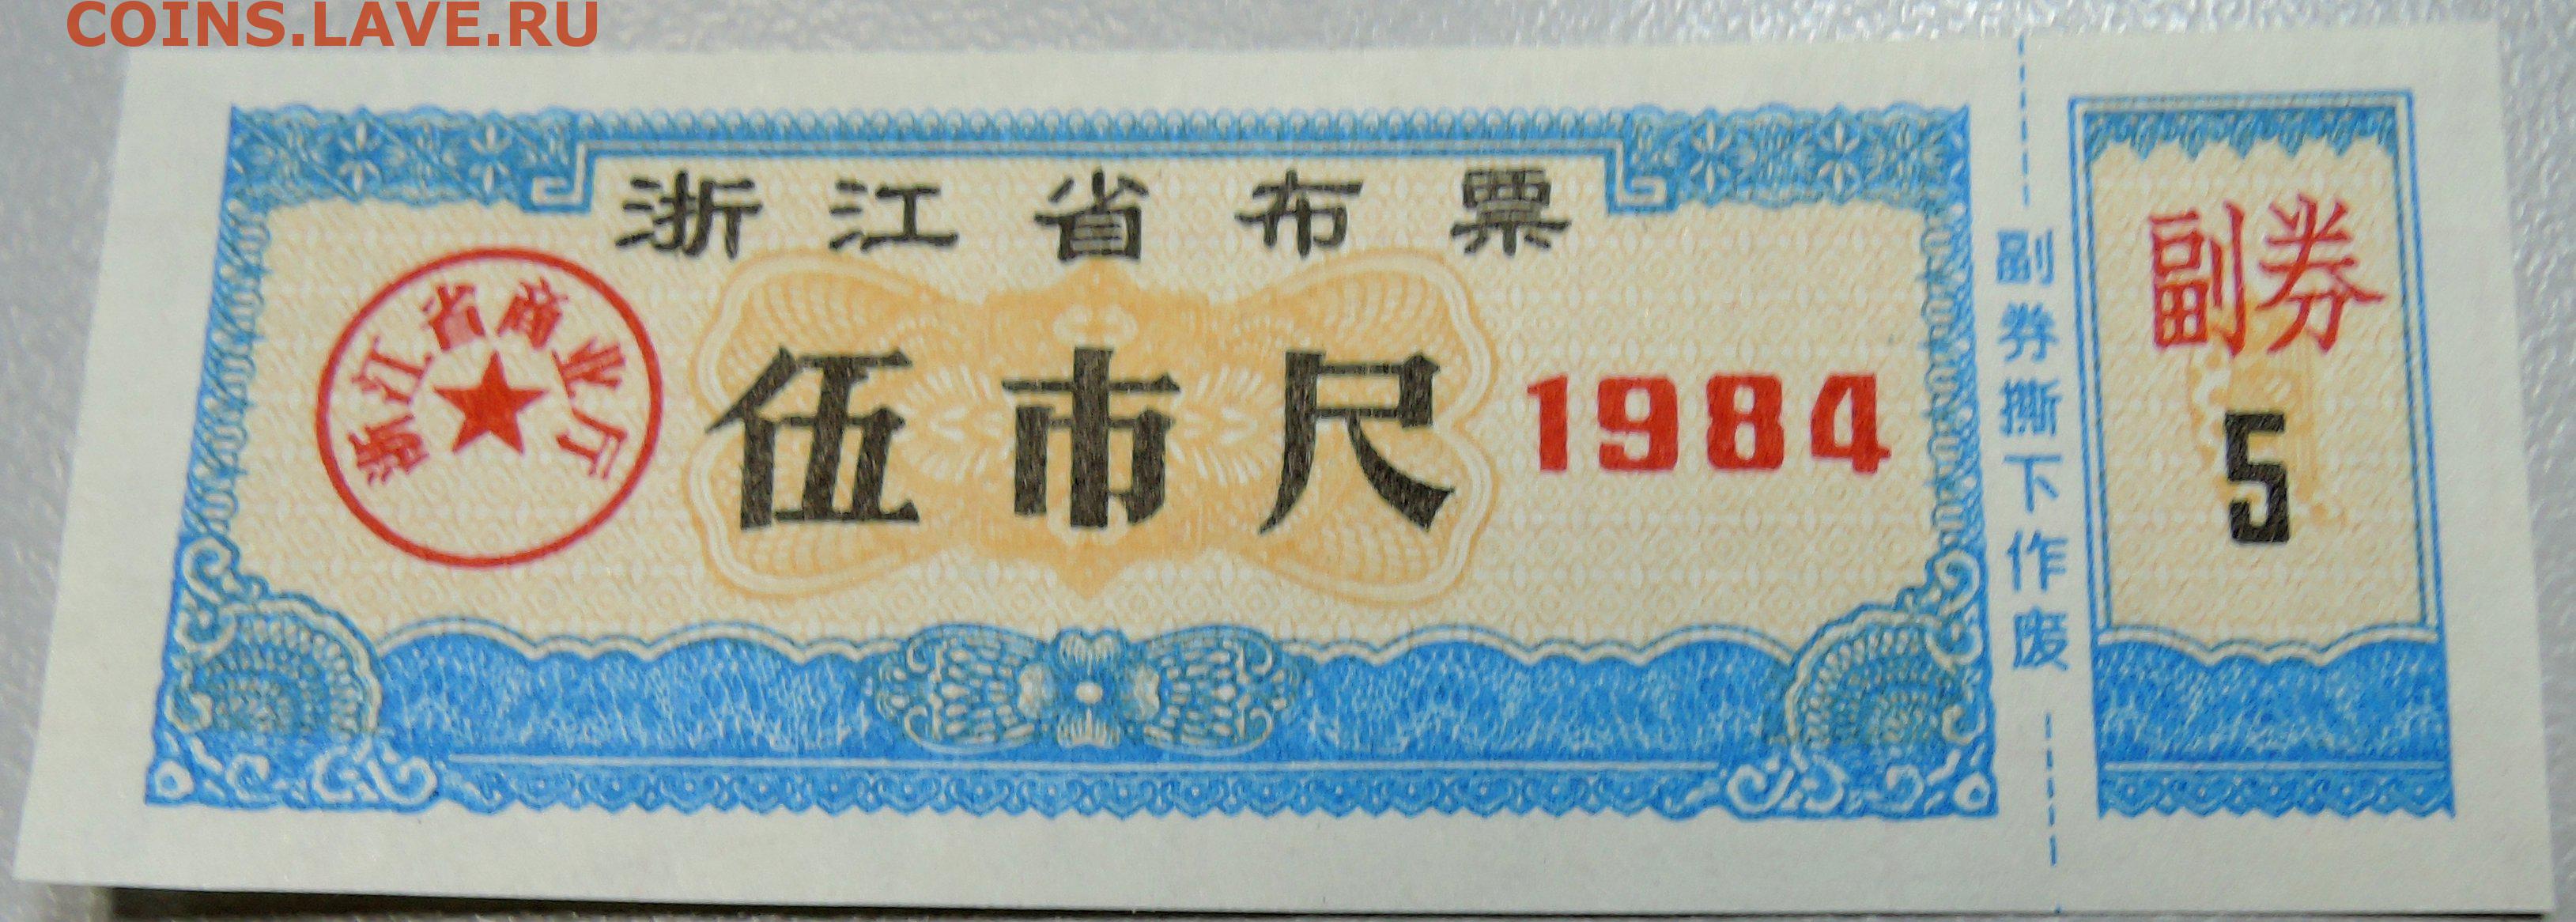 COINS.LAVE.RU
浙江省布票
浙江省商业厅
伍市尺
1984
副券撕下作废
副券
5